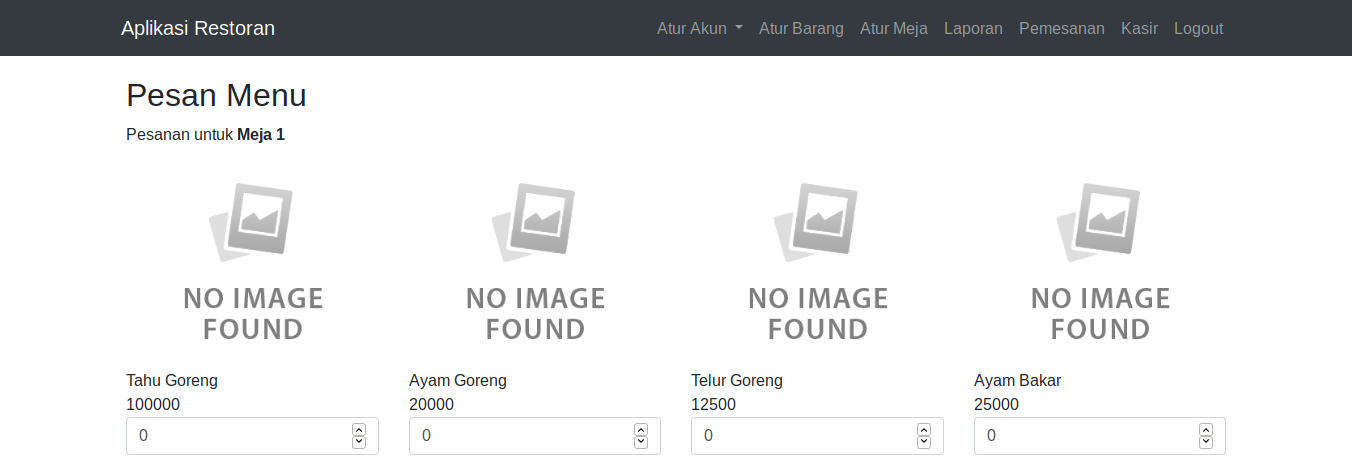 Aplikasi Restoran
Atur Akun Atur Barang Atur Meja Laporan Pemesanan Kasir Logout
Pesan Menu
Pesanan untuk Meja 1
NO IMAGE FOUND
NO IMAGE FOUND
NO IMAGE FOUND
NO IMAGE FOUND
Tahu Goreng
100000
0
Ayam Goreng
20000
0
Telur Goreng
12500
0
Ayam Bakar
25000
0